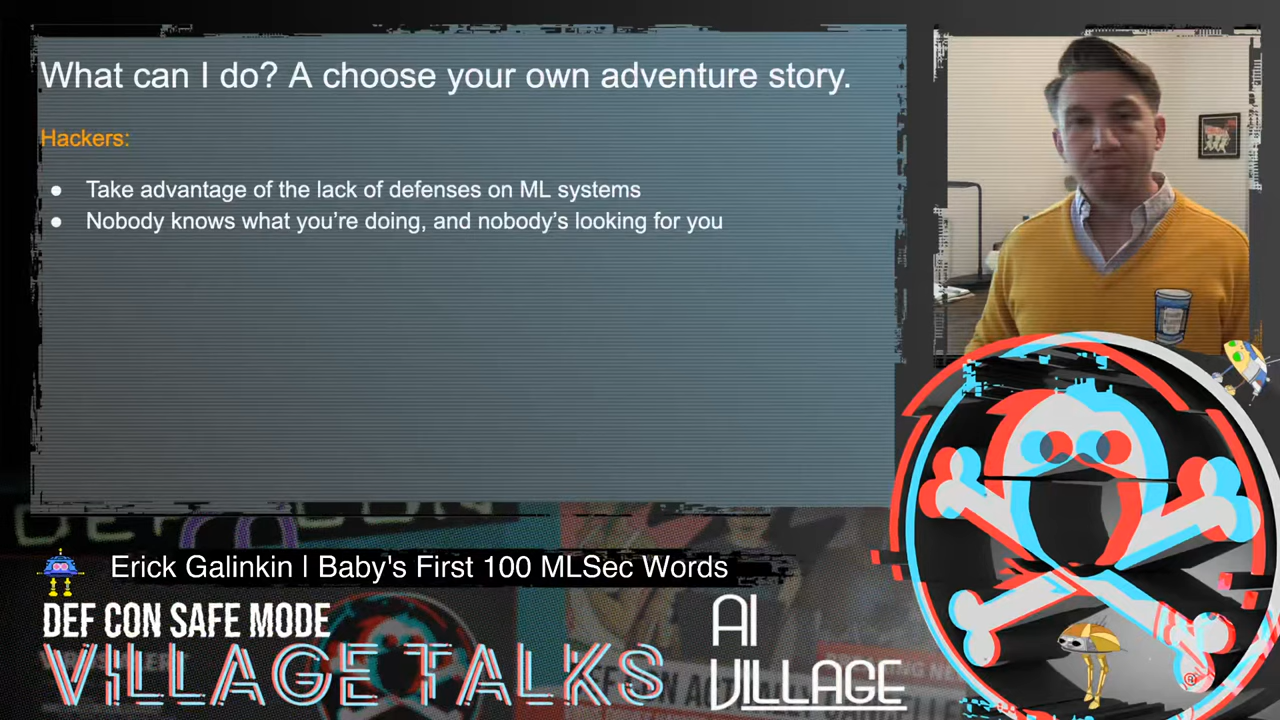 What can I do? A choose your own adventure story.
Hackers:
● Take advantage of the lack of defenses on ML systems
● Nobody knows what you're doing, and nobody's looking for you
DEF CON
Erick Galinkin | Baby's First 100 MLSec Words
DEF CON SAFE MODE
VILLAGE TALKS
AI
VILLAGE